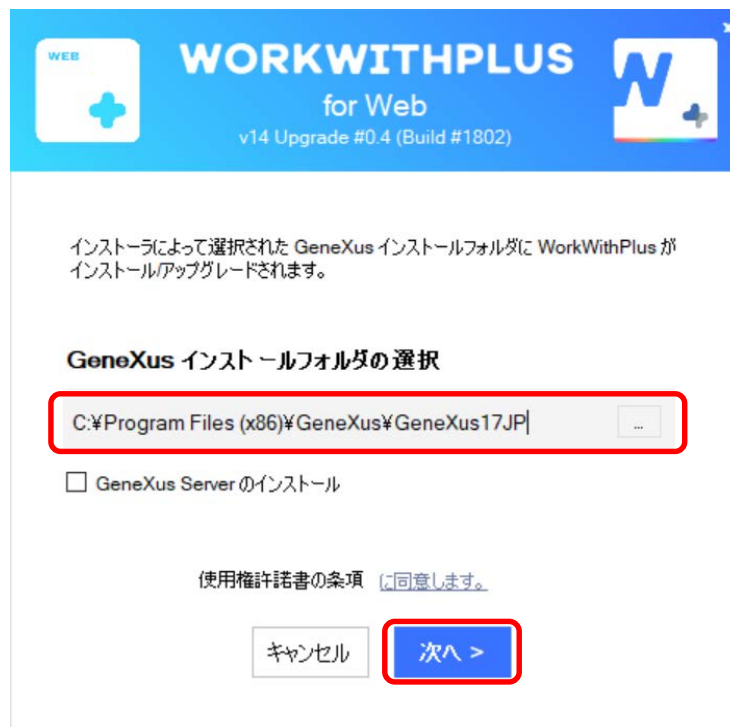 WEB
WORKWITHPLUS
for Web
v14 Upgrade #0.4 (Build #1802)
インストーラによって選択された GeneXus インストールフォルダに WorkWithPlus が
インストール/アップグレードされます。
GeneXus インストールフォルダの選択
C:¥Program Files (x86)¥GeneXus¥GeneXus17JP
...
GeneXus Server のインストール
使用権許諾書の条項 に同意します。
キャンセル
次へ >